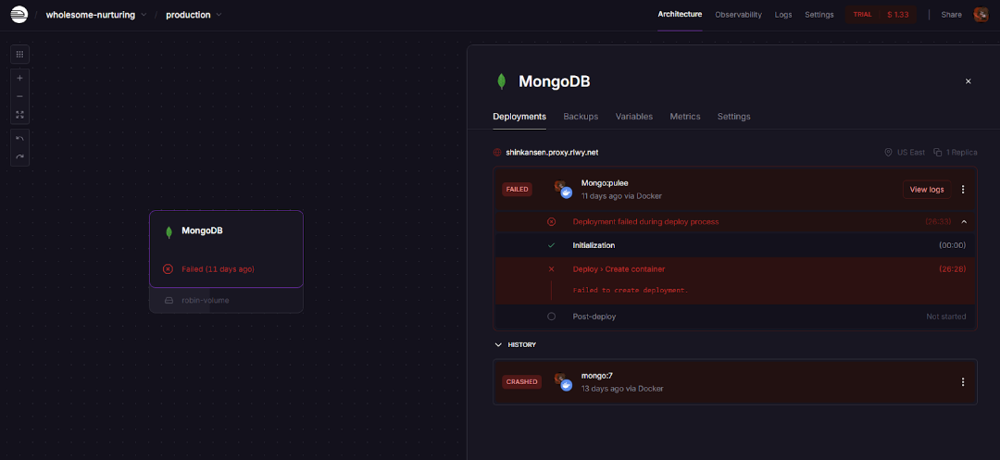 / wholesome-nurturing / production
Architecture Observability Logs Settings TRIAL $ 1.33 Share
MongoDB
Failed (11 days ago)
robin-volume
MongoDB
Deployments Backups Variables Metrics Settings
shinkansen.proxy.rlwy.net US East 1 Replica
FAILED Mongo:pulee View logs
11 days ago via Docker
Deployment failed during deploy process (26:33)
Initialization (00:00)
Deploy › Create container (26:28)
Failed to create deployment.
Post-deploy Not started
HISTORY
CRASHED mongo:7
13 days ago via Docker